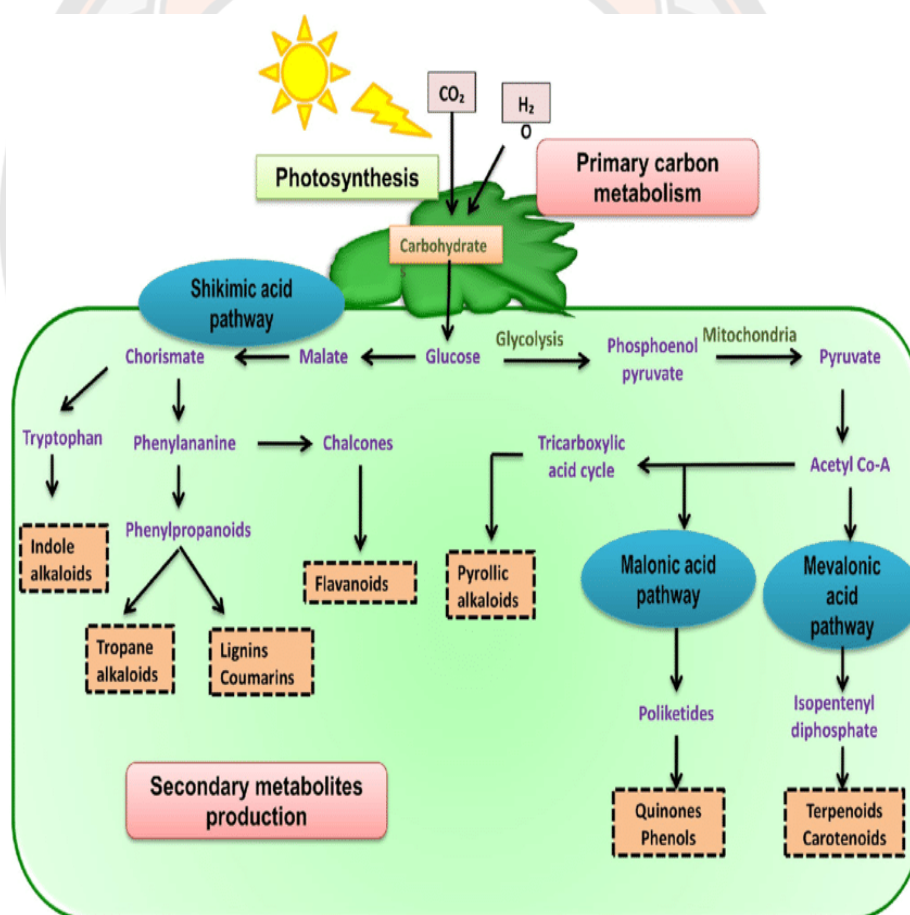 CO₂
H₂
O
Photosynthesis
Primary carbon
metabolism
Carbohydrate
s
Shikimic acid
pathway
Chorismate
Malate
Glucose
Glycolysis
Phosphoenol
pyruvate
Mitochondria
Pyruvate
Tryptophan
Phenylananine
Chalcones
Tricarboxylic
acid cycle
Acetyl Co-A
Phenylpropanoids
Indole
alkaloids
Flavanoids
Pyrollic
alkaloids
Malonic acid
pathway
Mevalonic
acid
pathway
Tropane
alkaloids
Lignins
Coumarins
Poliketides
Isopentenyl
diphosphate
Secondary metabolites
production
Quinones
Phenols
Terpenoids
Carotenoids